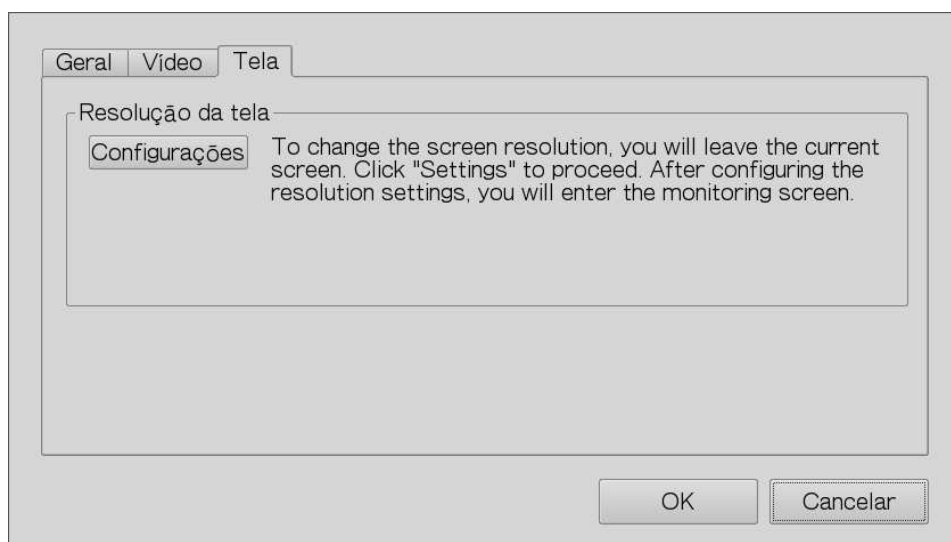 Geral Vídeo Tela
Resolução da tela
Configurações
To change the screen resolution, you will leave the current
screen. Click "Settings" to proceed. After configuring the
resolution settings, you will enter the monitoring screen.
OK Cancelar